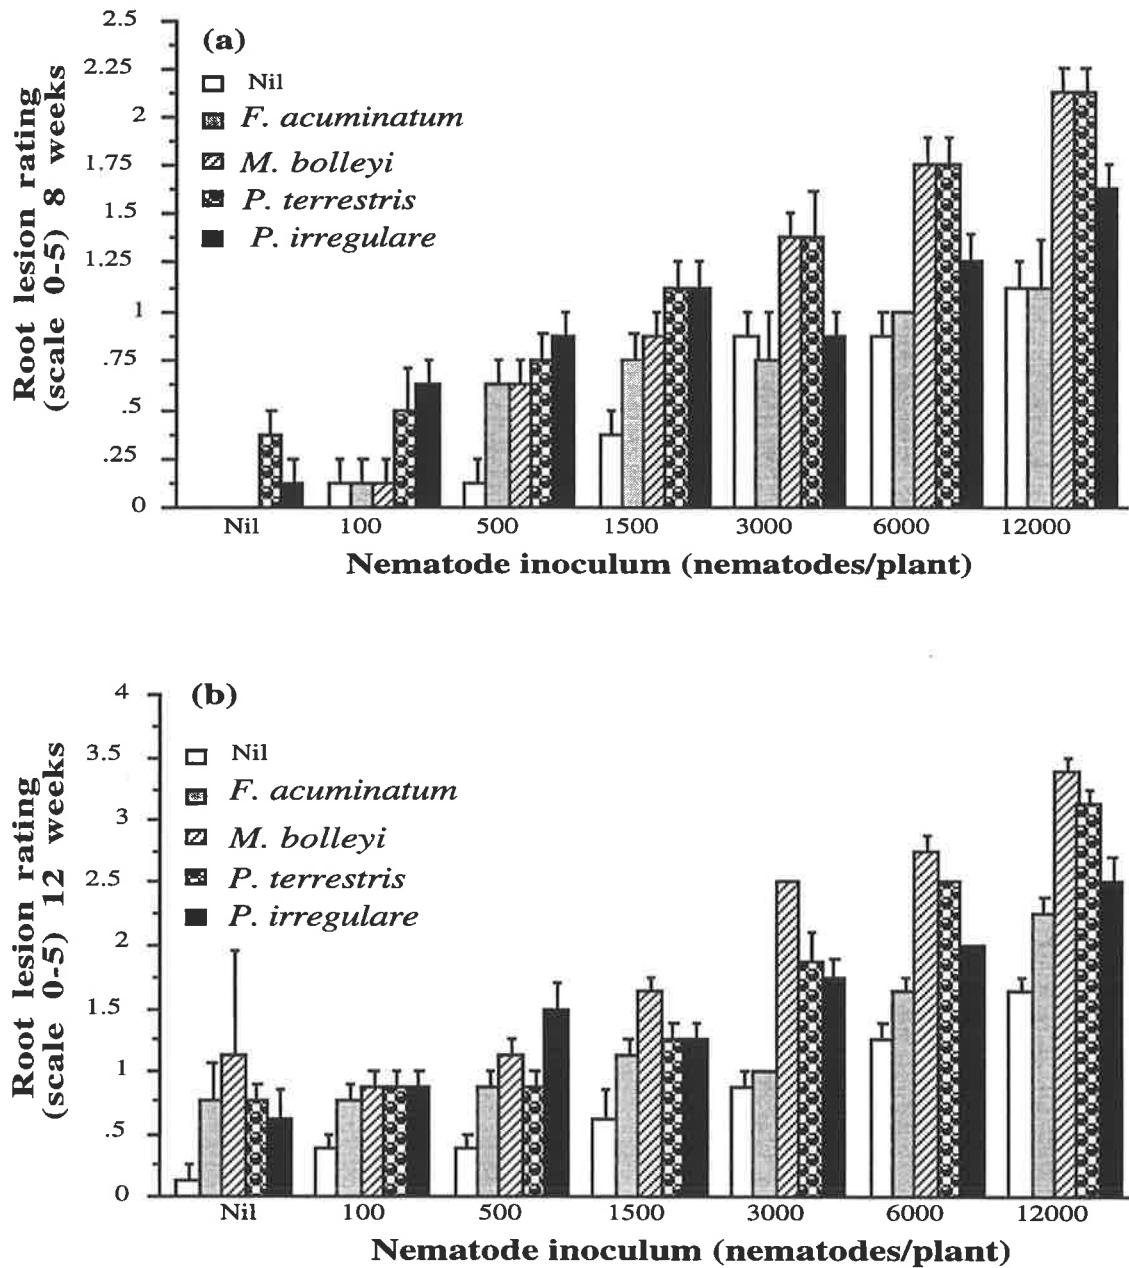 (a)
Nil
F. acuminatum
M. bolleyi
P. terrestris
P. irregulare
Root lesion rating
(scale 0-5) 8 weeks
2.5
2.25
2
1.75
1.5
1.25
1
.75
.5
.25
0
Nil 100 500 1500 3000 6000 12000
Nematode inoculum (nematodes/plant)
(b)
Nil
F. acuminatum
M. bolleyi
P. terrestris
P. irregulare
Root lesion rating
(scale 0-5) 12 weeks
4
3.5
3
2.5
2
1.5
1
.5
0
Nil 100 500 1500 3000 6000 12000
Nematode inoculum (nematodes/plant)